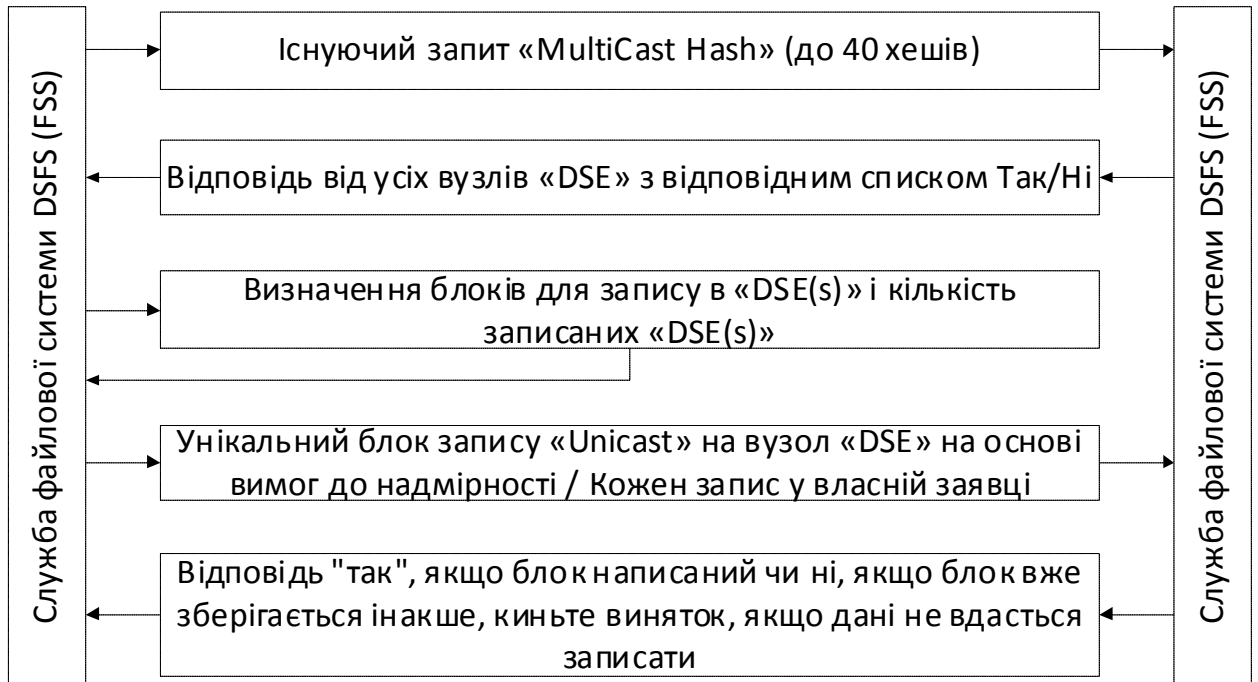 Служба файлової системи DSFS (FSS)
Існуючий запит «MultiCast Hash» (до 40 хешів)
Відповідь від усіх вузлів «DSE» з відповідним списком Так/Ні
Визначення блоків для запису в «DSE(s)» і кількість
записаних «DSE(s)»
Унікальний блок запису «Unicast» на вузол «DSE» на основі
вимог до надмірності / Кожен запис у власній заявці
Відповідь "так", якщо блок написаний чи ні, якщо блок вже
зберігається інакше, киньте виняток, якщо дані не вдасться
записати
Служба файлової системи DSFS (FSS)